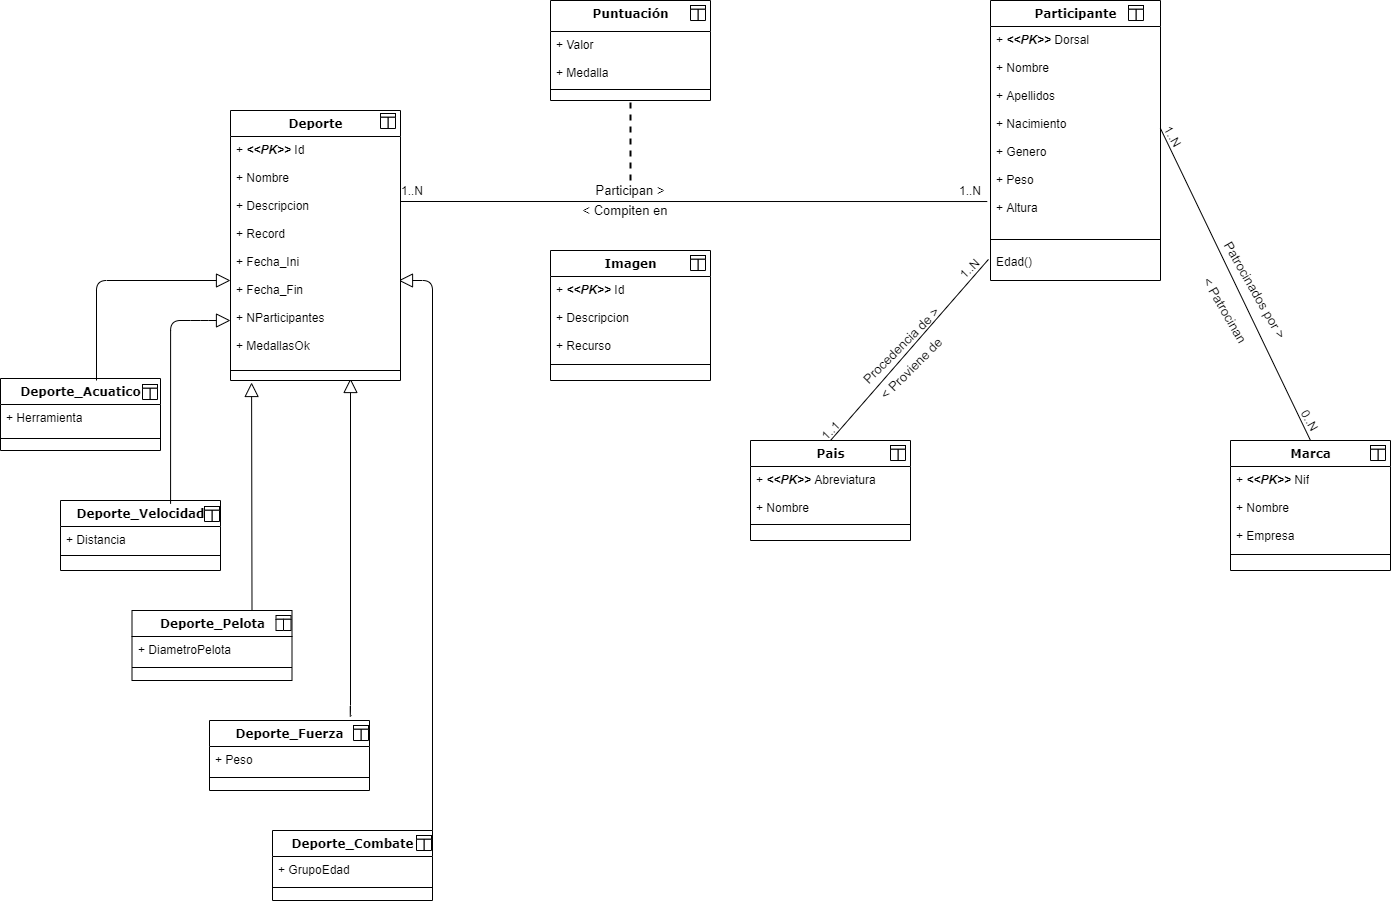 Puntuación
+ Valor
+ Medalla
Participante
+ <<PK>> Dorsal
+ Nombre
+ Apellidos
+ Nacimiento
+ Genero
+ Peso
+ Altura
Edad()
Deporte
+ <<PK>> Id
+ Nombre
+ Descripcion
+ Record
+ Fecha_Ini
+ Fecha_Fin
+ NParticipantes
+ MedallasOk
1..N
Participan >
< Compiten en
1..N
1..N
Patrocinados por >
< Patrocinan
0..N
Imagen
+ <<PK>> Id
+ Descripcion
+ Recurso
1..N
Procedencia de >
< Proviene de
1..1
Deporte_Acuatico
+ Herramienta
Pais
+ <<PK>> Abreviatura
+ Nombre
Marca
+ <<PK>> Nif
+ Nombre
+ Empresa
Deporte_Velocidad
+ Distancia
Deporte_Pelota
+ DiametroPelota
Deporte_Fuerza
+ Peso
Deporte_Combate
+ GrupoEdad